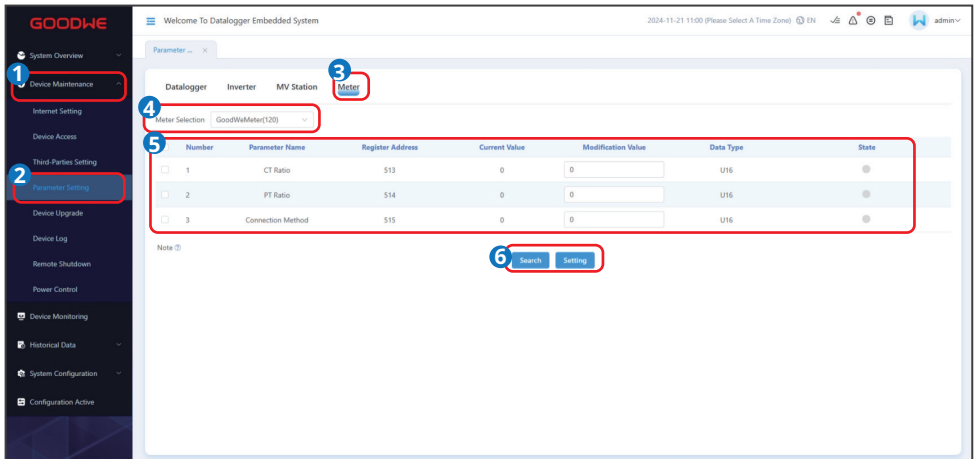 GOODWE
Welcome To Datalogger Embedded System
2024-11-21 11:00 (Please Select A Time Zone) EN admin
System Overview
Parameter ... ×
1
Device Maintenance
Datalogger Inverter MV Station Meter
3
Internet Setting
4
Meter Selection GoodWeMeter(120)
Device Access
5
Number Parameter Name Register Address Current Value Modification Value Data Type State
Third-Parties Setting
1 CT Ratio 513 0 0 U16
2
Parameter Setting
2 PT Ratio 514 0 0 U16
Device Upgrade
3 Connection Method 515 0 0 U16
Device Log
Note
6
Search Setting
Remote Shutdown
Power Control
Device Monitoring
Historical Data
System Configuration
Configuration Active